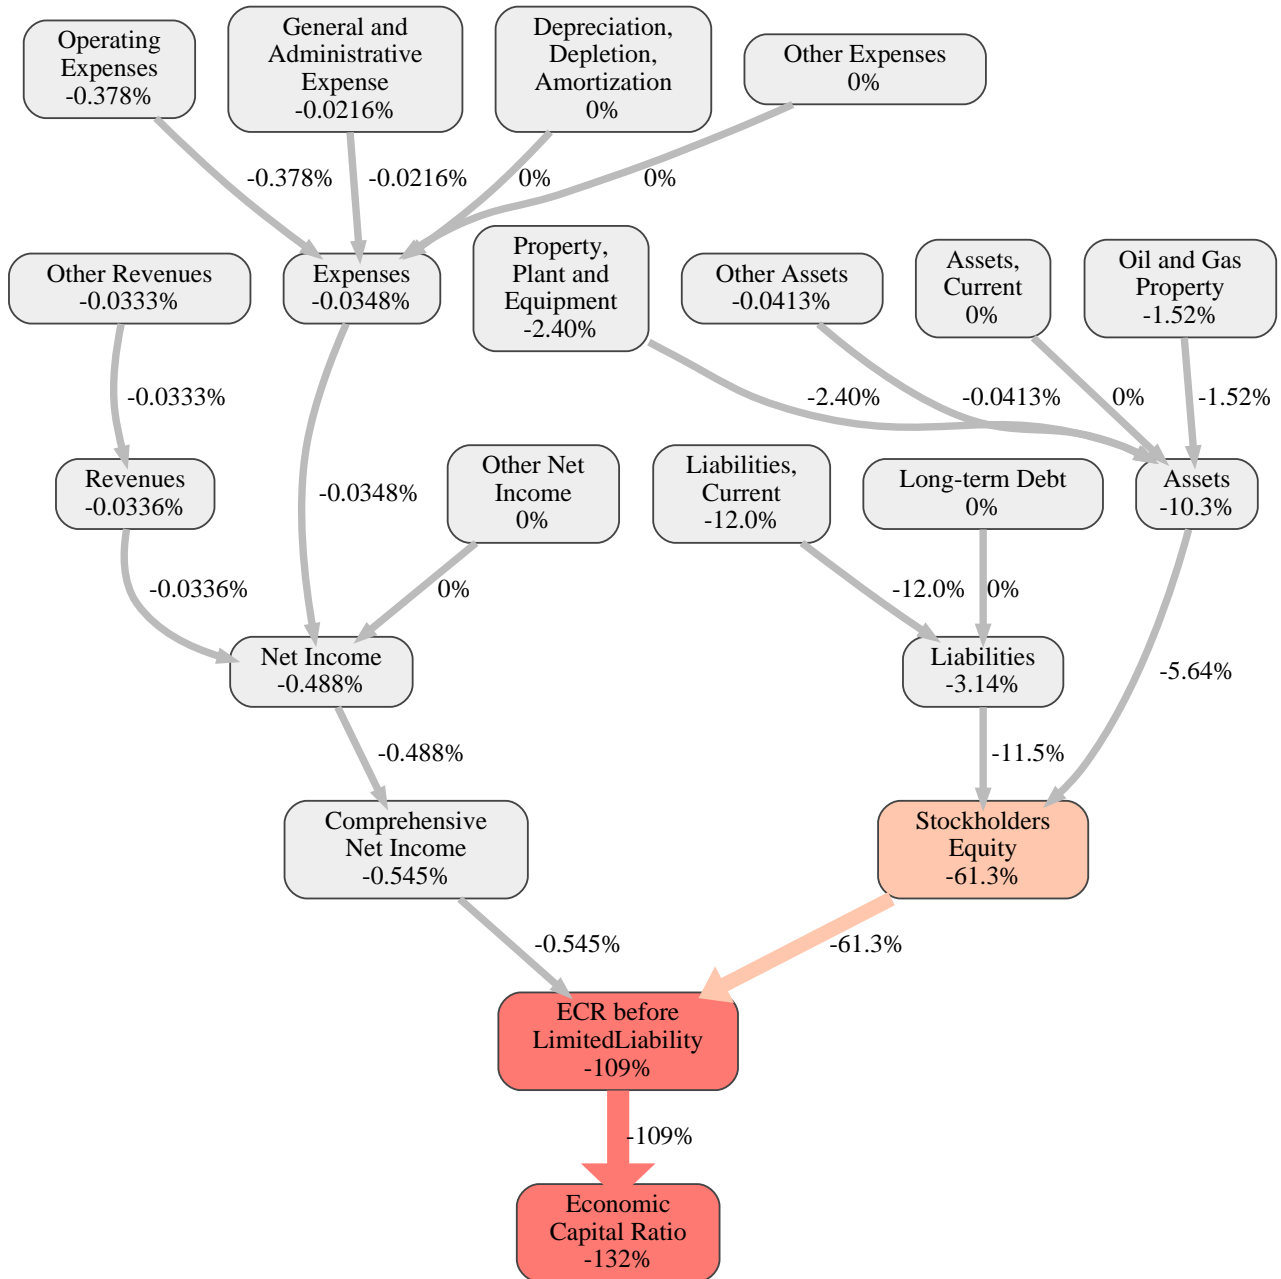 Operating
Expenses
-0.378%
General and
Administrative
Expense
-0.0216%
Depreciation,
Depletion,
Amortization
0%
Other Expenses
0%
-0.378%
-0.0216%
0%
0%
Other Revenues
-0.0333%
Expenses
-0.0348%
Property,
Plant and
Equipment
-2.40%
Other Assets
-0.0413%
Assets,
Current
0%
Oil and Gas
Property
-1.52%
-0.0333%
-2.40%
-0.0413%
0%
-1.52%
Revenues
-0.0336%
-0.0348%
Other Net
Income
0%
Liabilities,
Current
-12.0%
Long-term Debt
0%
Assets
-10.3%
-0.0336%
0%
-12.0%
0%
Net Income
-0.488%
Liabilities
-3.14%
-5.64%
-0.488%
-11.5%
Comprehensive
Net Income
-0.545%
Stockholders
Equity
-61.3%
-0.545%
-61.3%
ECR before
LimitedLiability
-109%
-109%
Economic
Capital Ratio
-132%